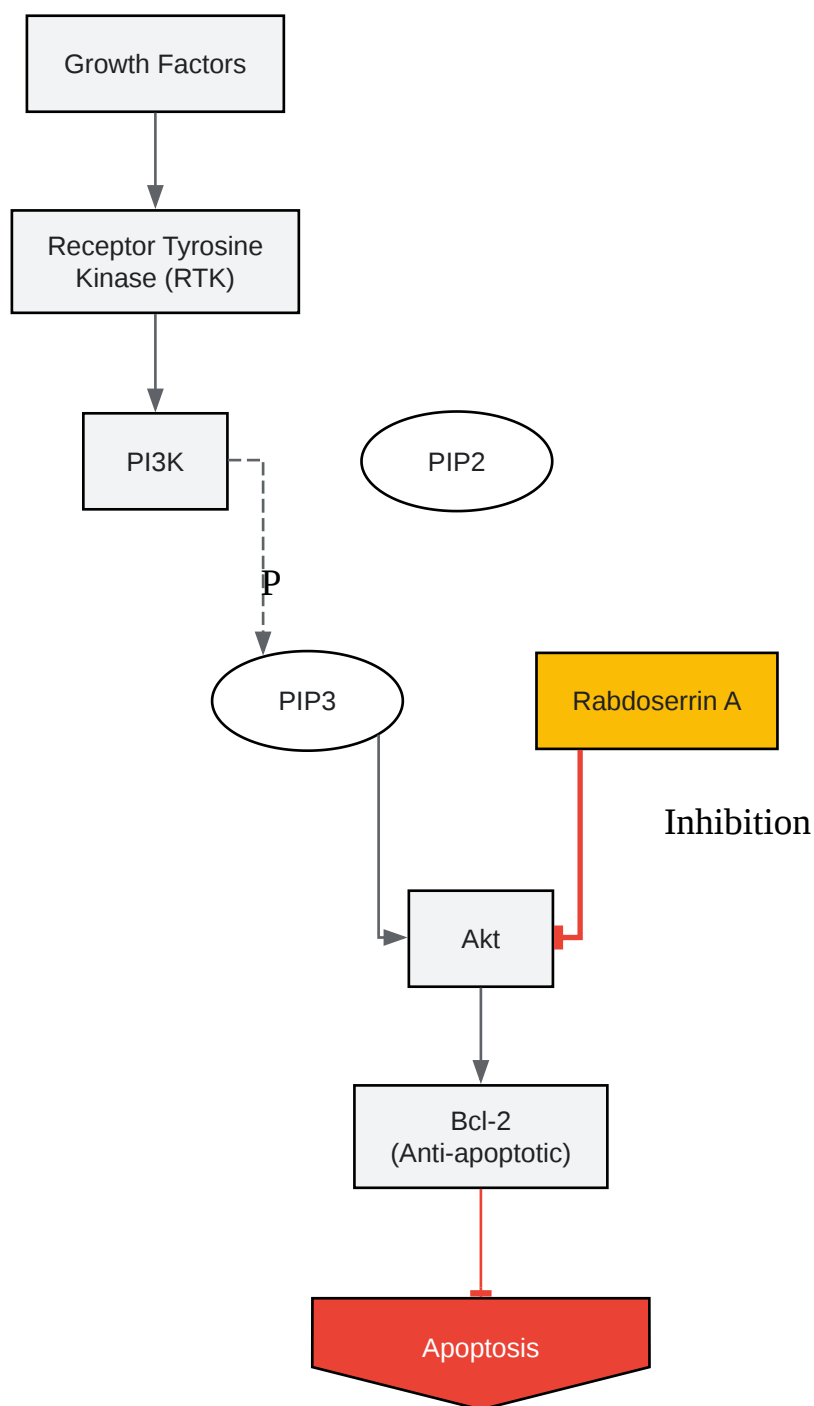 Growth Factors
Receptor Tyrosine
Kinase (RTK)
PI3K
PIP2
P
PIP3
Rabdoserrin A
Inhibition
Akt
Bcl-2
(Anti-apoptotic)
Apoptosis